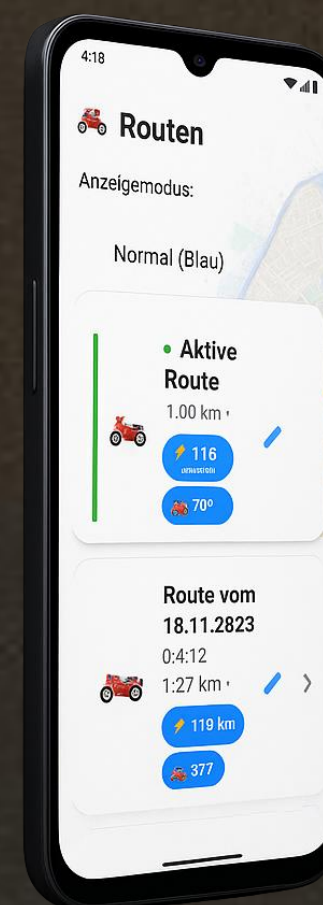 4:18
Routen
Anzeigemodus:
Normal (Blau)
• Aktive
Route
1.00 km •
116
70º
Route vom
18.11.2823
0:4:12
1:27 km •
119 km
377